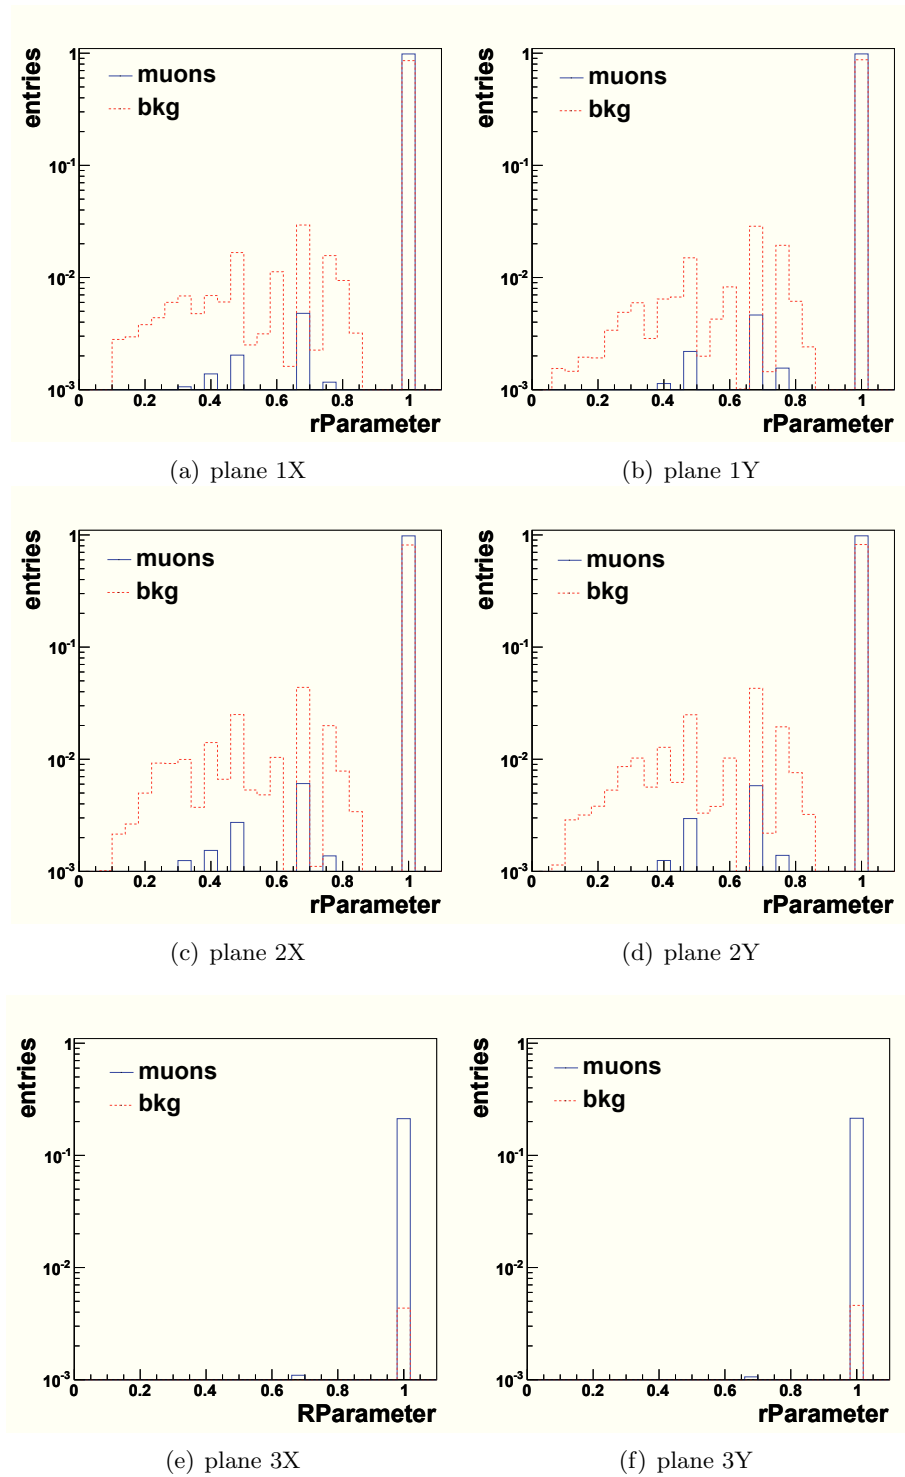 entries
1
10-1
10-2
10-3
muons
bkg
0 0.2 0.4 0.6 0.8 1
rParameter
(a) plane 1X
entries
1
10-1
10-2
10-3
muons
bkg
0 0.2 0.4 0.6 0.8 1
rParameter
(b) plane 1Y
entries
1
10-1
10-2
10-3
muons
bkg
0 0.2 0.4 0.6 0.8 1
rParameter
(c) plane 2X
entries
1
10-1
10-2
10-3
muons
bkg
0 0.2 0.4 0.6 0.8 1
rParameter
(d) plane 2Y
entries
1
10-1
10-2
10-3
muons
bkg
0 0.2 0.4 0.6 0.8 1
RParameter
(e) plane 3X
entries
1
10-1
10-2
10-3
muons
bkg
0 0.2 0.4 0.6 0.8 1
rParameter
(f) plane 3Y